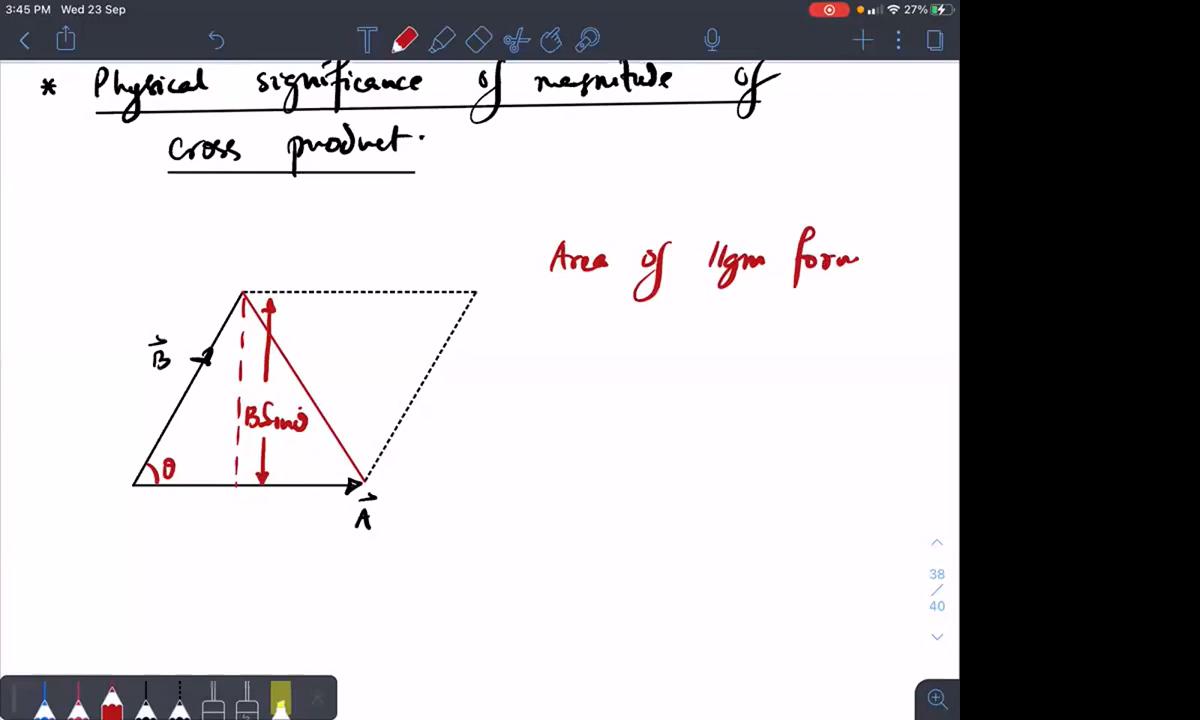 3:45 PM Wed 23 Sep
27%
* Physical significance of magnitude of
cross product.
Area of llgm form
B
Bsinθ
θ
A
38
/
40